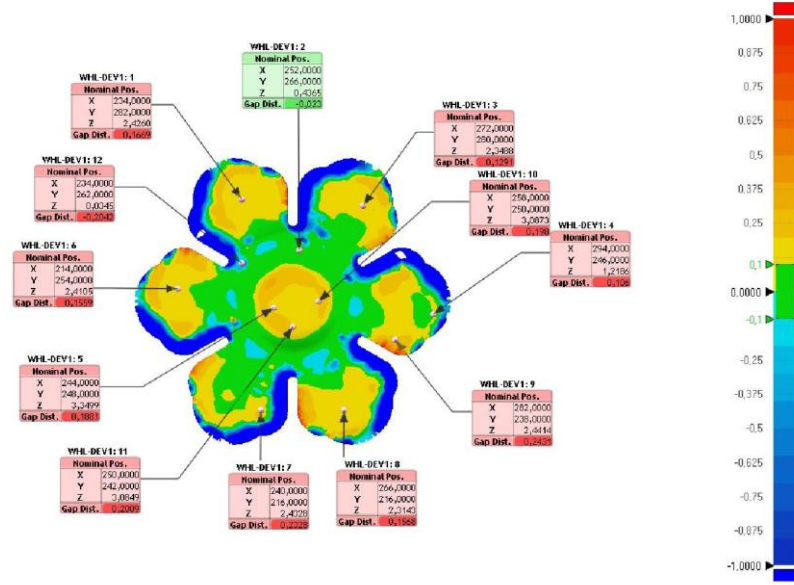 WHL-DEV1: 1
Nominal Pos.
X 234,0000
Y 282,0000
Z 2,4260
Gap Dist. 0,1669
WHL-DEV1: 2
Nominal Pos.
X 252,0000
Y 266,0000
Z 0,4365
Gap Dist. -0,023
WHL-DEV1: 3
Nominal Pos.
X 272,0000
Y 280,0000
Z 2,3488
Gap Dist. 0,1291
WHL-DEV1: 12
Nominal Pos.
X 234,0000
Y 262,0000
Z 0,0345
Gap Dist. -0,2042
WHL-DEV1: 10
Nominal Pos.
X 258,0000
Y 250,0000
Z 3,0873
Gap Dist. 0,198
WHL-DEV1: 4
Nominal Pos.
X 294,0000
Y 246,0000
Z 1,2186
Gap Dist. 0,106
WHL-DEV1: 6
Nominal Pos.
X 214,0000
Y 254,0000
Z 2,4105
Gap Dist. 0,1559
WHL-DEV1: 5
Nominal Pos.
X 244,0000
Y 248,0000
Z 3,3499
Gap Dist. 0,1881
WHL-DEV1: 9
Nominal Pos.
X 282,0000
Y 238,0000
Z 2,4414
Gap Dist. 0,2431
WHL-DEV1: 11
Nominal Pos.
X 250,0000
Y 242,0000
Z 3,0849
Gap Dist. 0,2009
WHL-DEV1: 7
Nominal Pos.
X 240,0000
Y 216,0000
Z 2,4328
Gap Dist. 0,2328
WHL-DEV1: 8
Nominal Pos.
X 266,0000
Y 216,0000
Z 2,3143
Gap Dist. 0,1568
1,0000
0,875
0,75
0,625
0,5
0,375
0,25
0,1
0,0000
-0,1
-0,25
-0,375
-0,5
-0,625
-0,75
-0,875
-1,0000